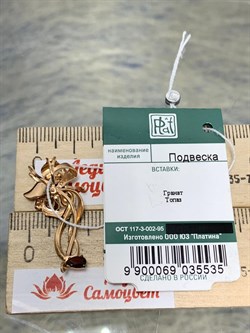 Plat
наименование
изделия
Подвеска
ВСТАВКИ:
Гранат
Топаз
ОСТ 117-3-002-95
Изготовлено ООО ЮЗ "Платина"
9 900069 035535
СДЕЛАНО В РОССИИ
Самоцвет
Самоцвет